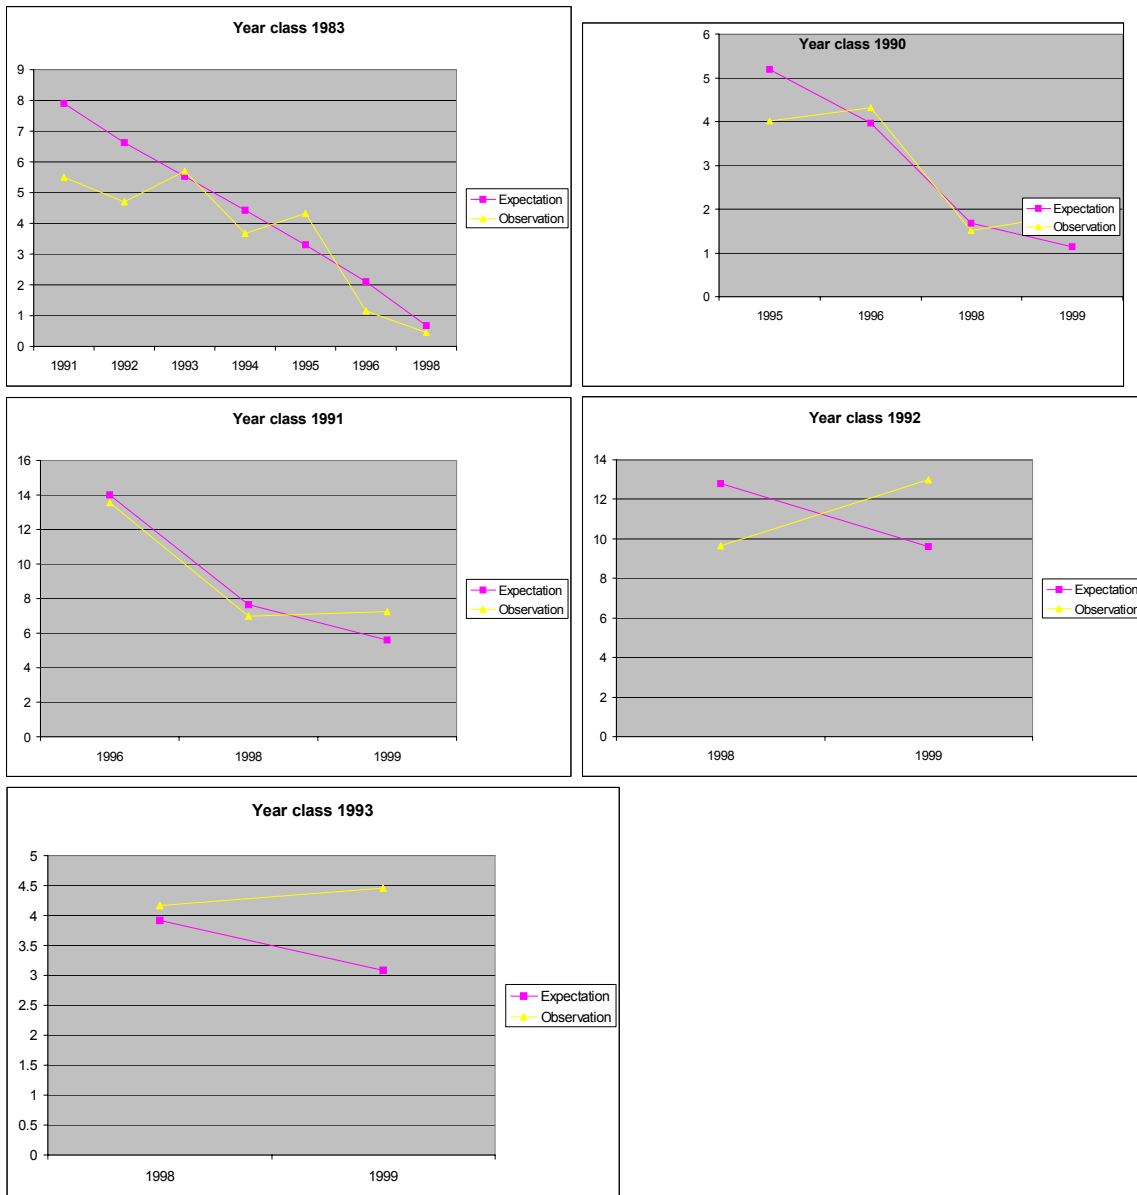 Year class 1983
9
8
7
6
5
4
3
2
1
0
1991 1992 1993 1994 1995 1996 1998
Expectation
Observation
Year class 1990
6
5
4
3
2
1
0
1995 1996 1998 1999
Expectation
Observation
Year class 1991
16
14
12
10
8
6
4
2
0
1996 1998 1999
Expectation
Observation
Year class 1992
14
12
10
8
6
4
2
0
1998 1999
Expectation
Observation
Year class 1993
5
4.5
4
3.5
3
2.5
2
1.5
1
0.5
0
1998 1999
Expectation
Observation